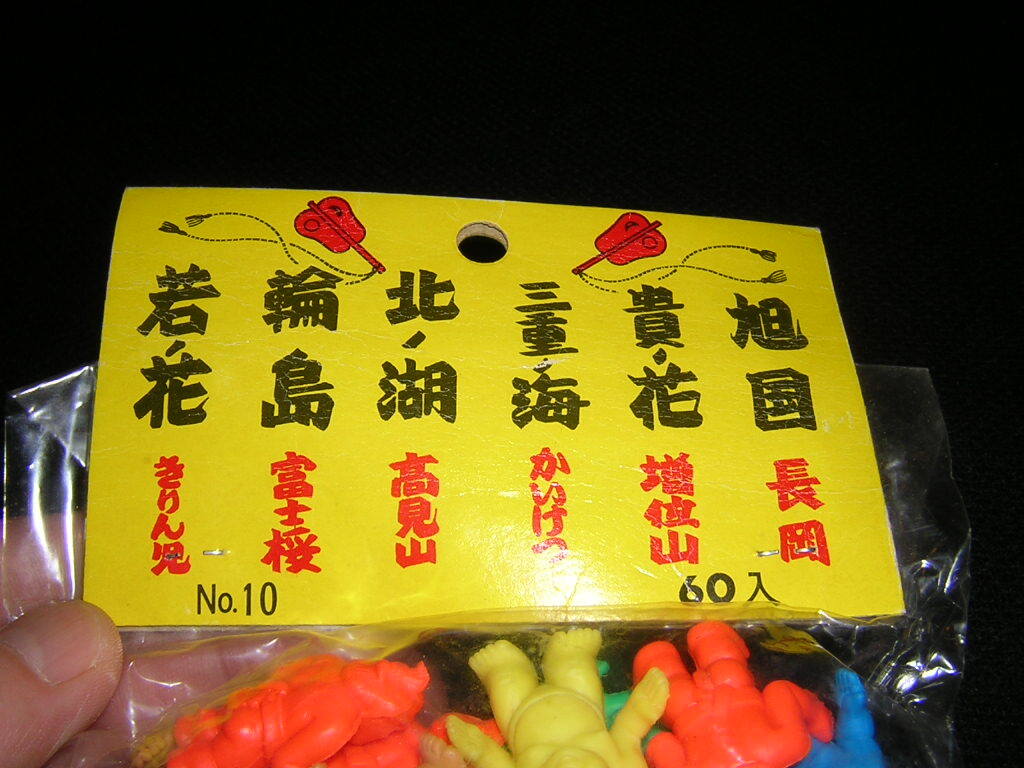 旭国
貴ノ花
三重ノ海
北ノ湖
輪島
若ノ花
長岡
増位山
かいけつ
高見山
富士桜
きりん児
No.10
60入